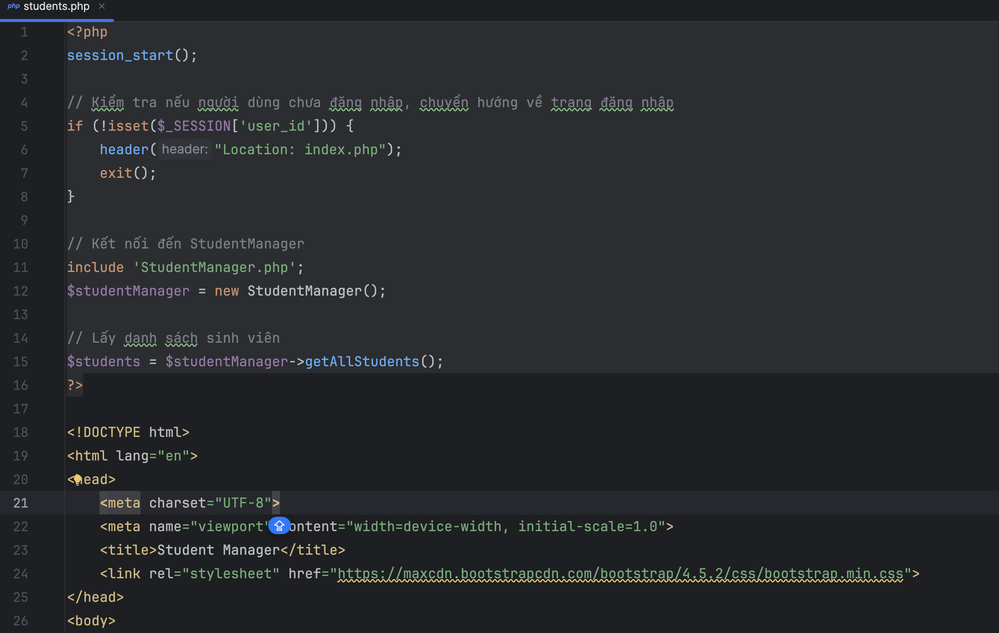 php students.php ×
1 <?php
2 session_start();
3
4 // Kiểm tra nếu người dùng chưa đăng nhập, chuyển hướng về trang đăng nhập
5 if (!isset($_SESSION['user_id'])) {
6     header( header: "Location: index.php");
7     exit();
8 }
9
10 // Kết nối đến StudentManager
11 include 'StudentManager.php';
12 $studentManager = new StudentManager();
13
14 // Lấy danh sách sinh viên
15 $students = $studentManager->getAllStudents();
16 ?>
17
18 <!DOCTYPE html>
19 <html lang="en">
20 <head>
21     <meta charset="UTF-8">
22     <meta name="viewport" ontent="width=device-width, initial-scale=1.0">
23     <title>Student Manager</title>
24     <link rel="stylesheet" href="https://maxcdn.bootstrapcdn.com/bootstrap/4.5.2/css/bootstrap.min.css">
25 </head>
26 <body>